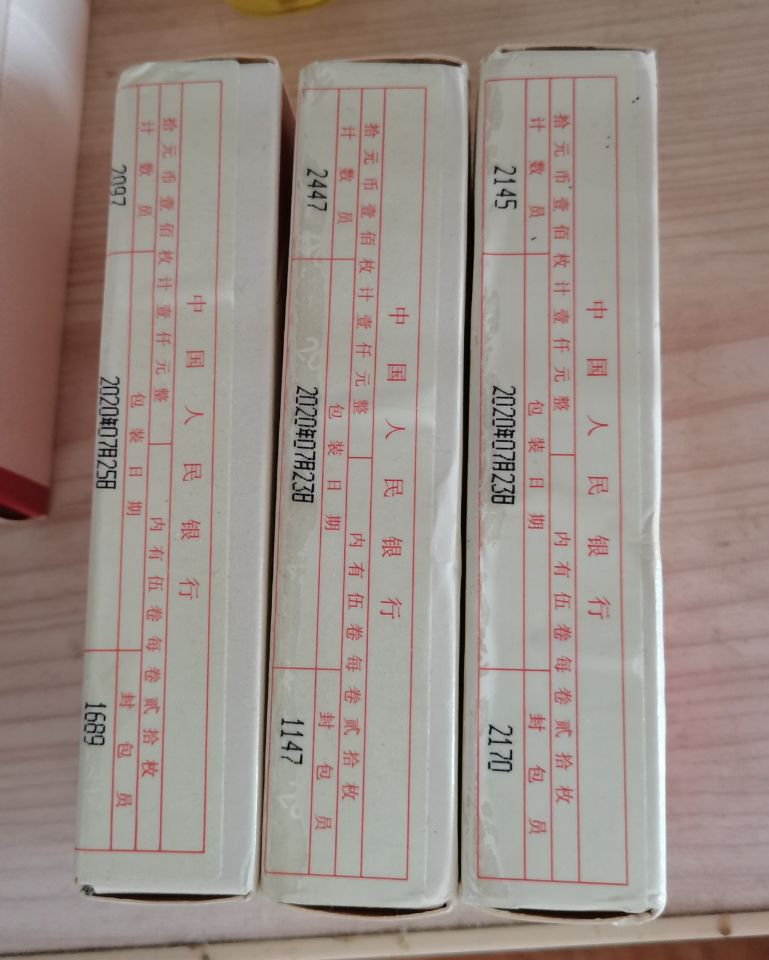 中国人民银行
拾元币壹佰枚计壹仟元整 内有伍卷每卷贰拾枚
计数员 包装日期 封包员
2020年07月25日 1689
中国人民银行
拾元币壹佰枚计壹仟元整 内有伍卷每卷贰拾枚
计数员 包装日期 封包员
2447 2020年07月23日 1147
中国人民银行
拾元币壹佰枚计壹仟元整 内有伍卷每卷贰拾枚
计数员 包装日期 封包员
2145 2020年07月23日 2170